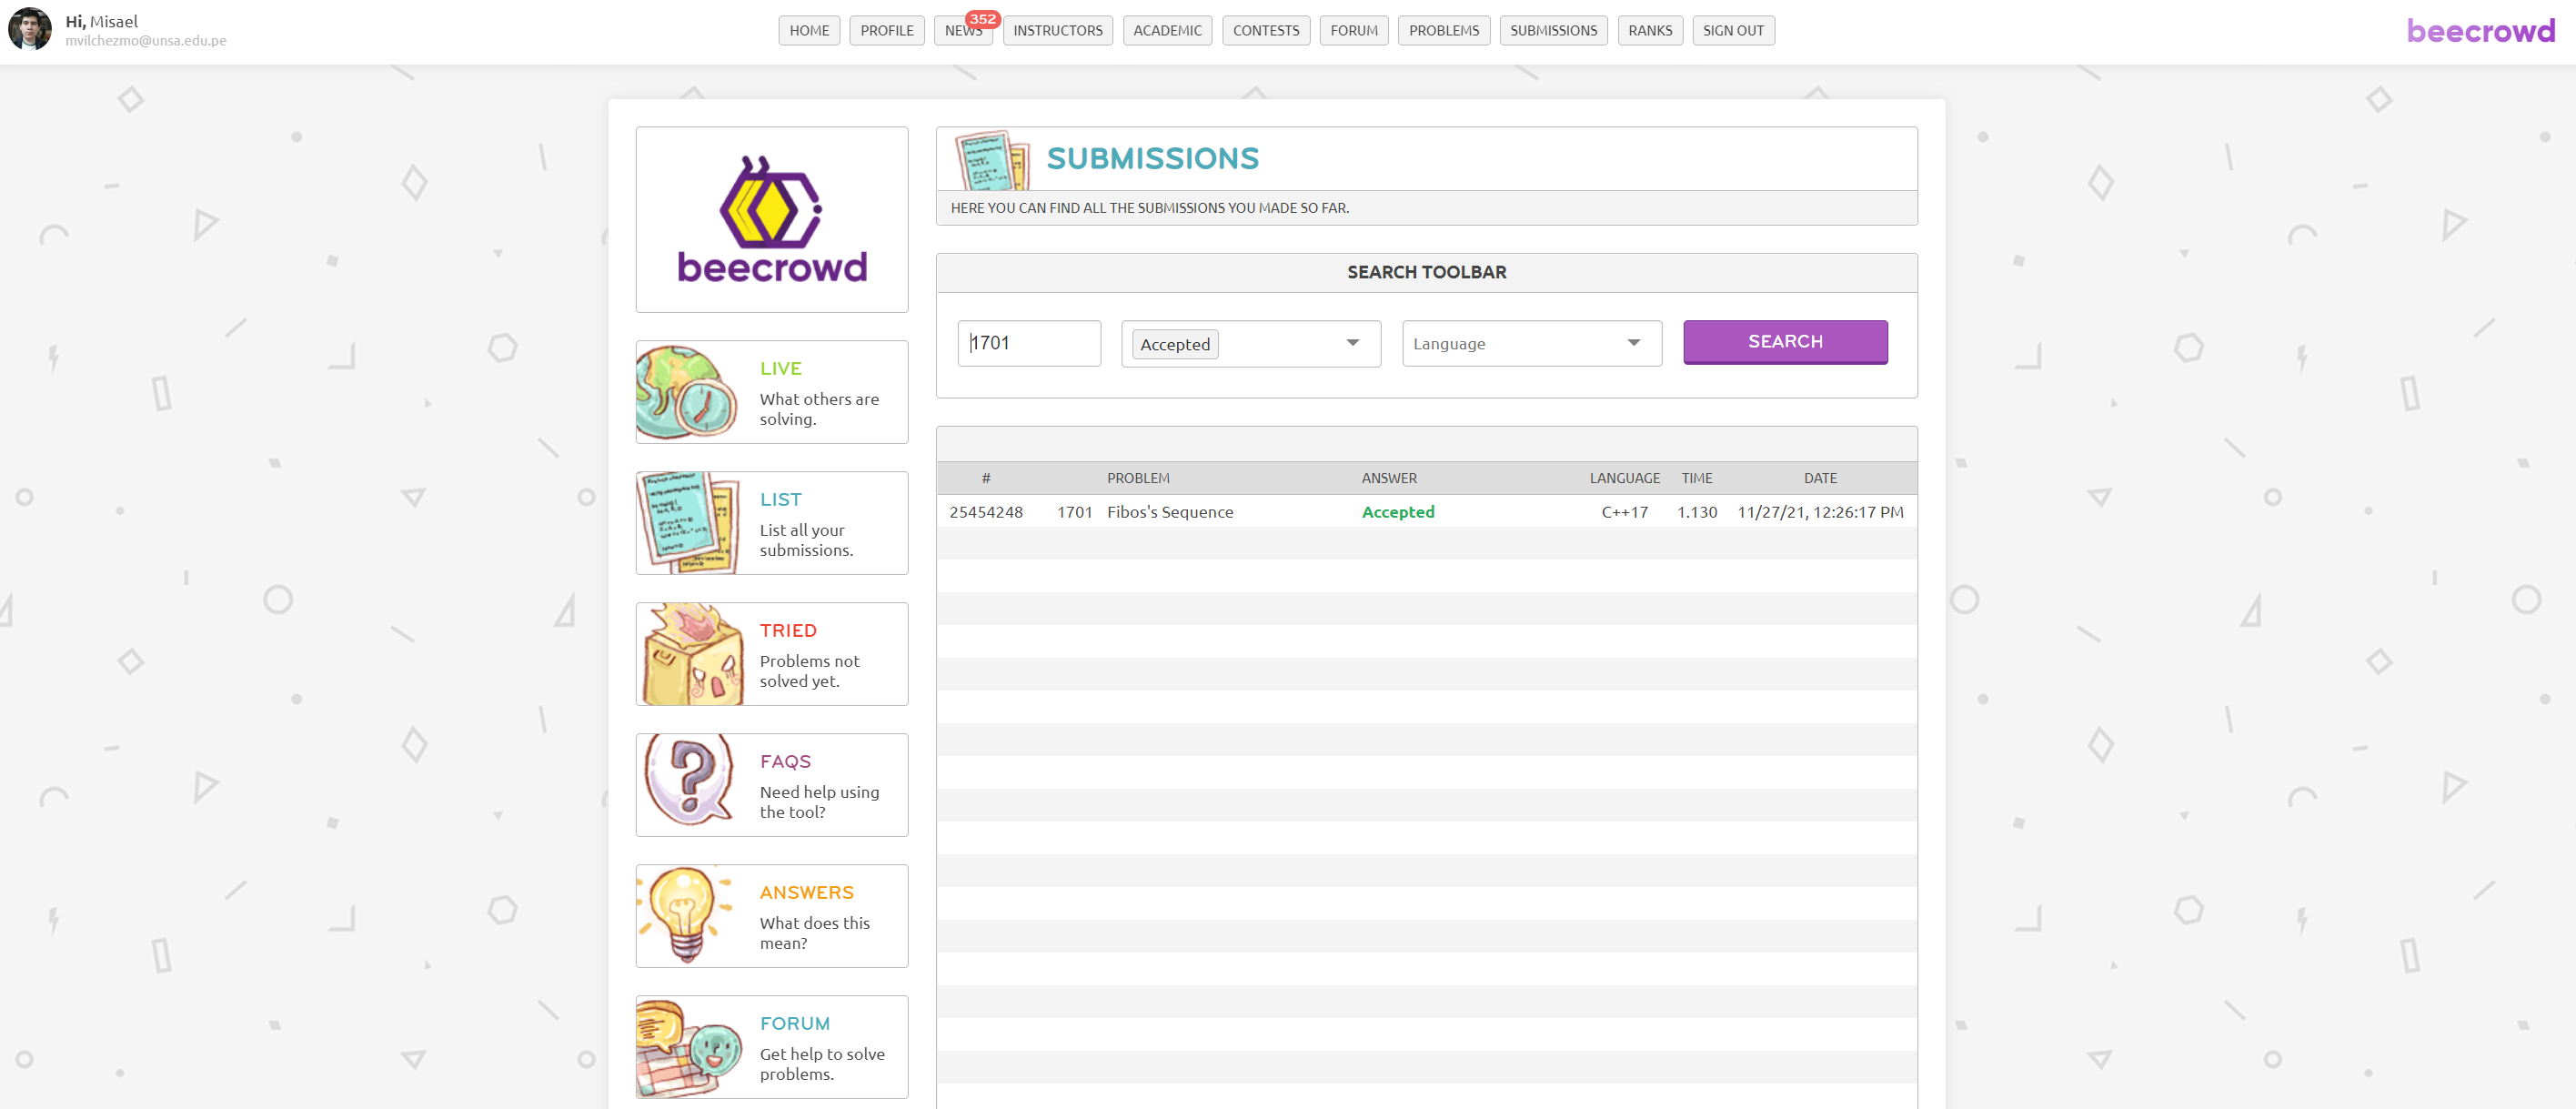 Hi, Misael
mvilchezmo@unsa.edu.pe
HOME
PROFILE
NEWS
352
INSTRUCTORS
ACADEMIC
CONTESTS
FORUM
PROBLEMS
SUBMISSIONS
RANKS
SIGN OUT
beecrowd
beecrowd
LIVE
What others are
solving.
LIST
List all your
submissions.
TRIED
Problems not
solved yet.
FAQS
Need help using
the tool?
ANSWERS
What does this
mean?
FORUM
Get help to solve
problems.
SUBMISSIONS
HERE YOU CAN FIND ALL THE SUBMISSIONS YOU MADE SO FAR.
SEARCH TOOLBAR
1701
Accepted
Language
SEARCH
# PROBLEM ANSWER LANGUAGE TIME DATE
25454248 1701 Fibos's Sequence Accepted C++17 1.130 11/27/21, 12:26:17 PM